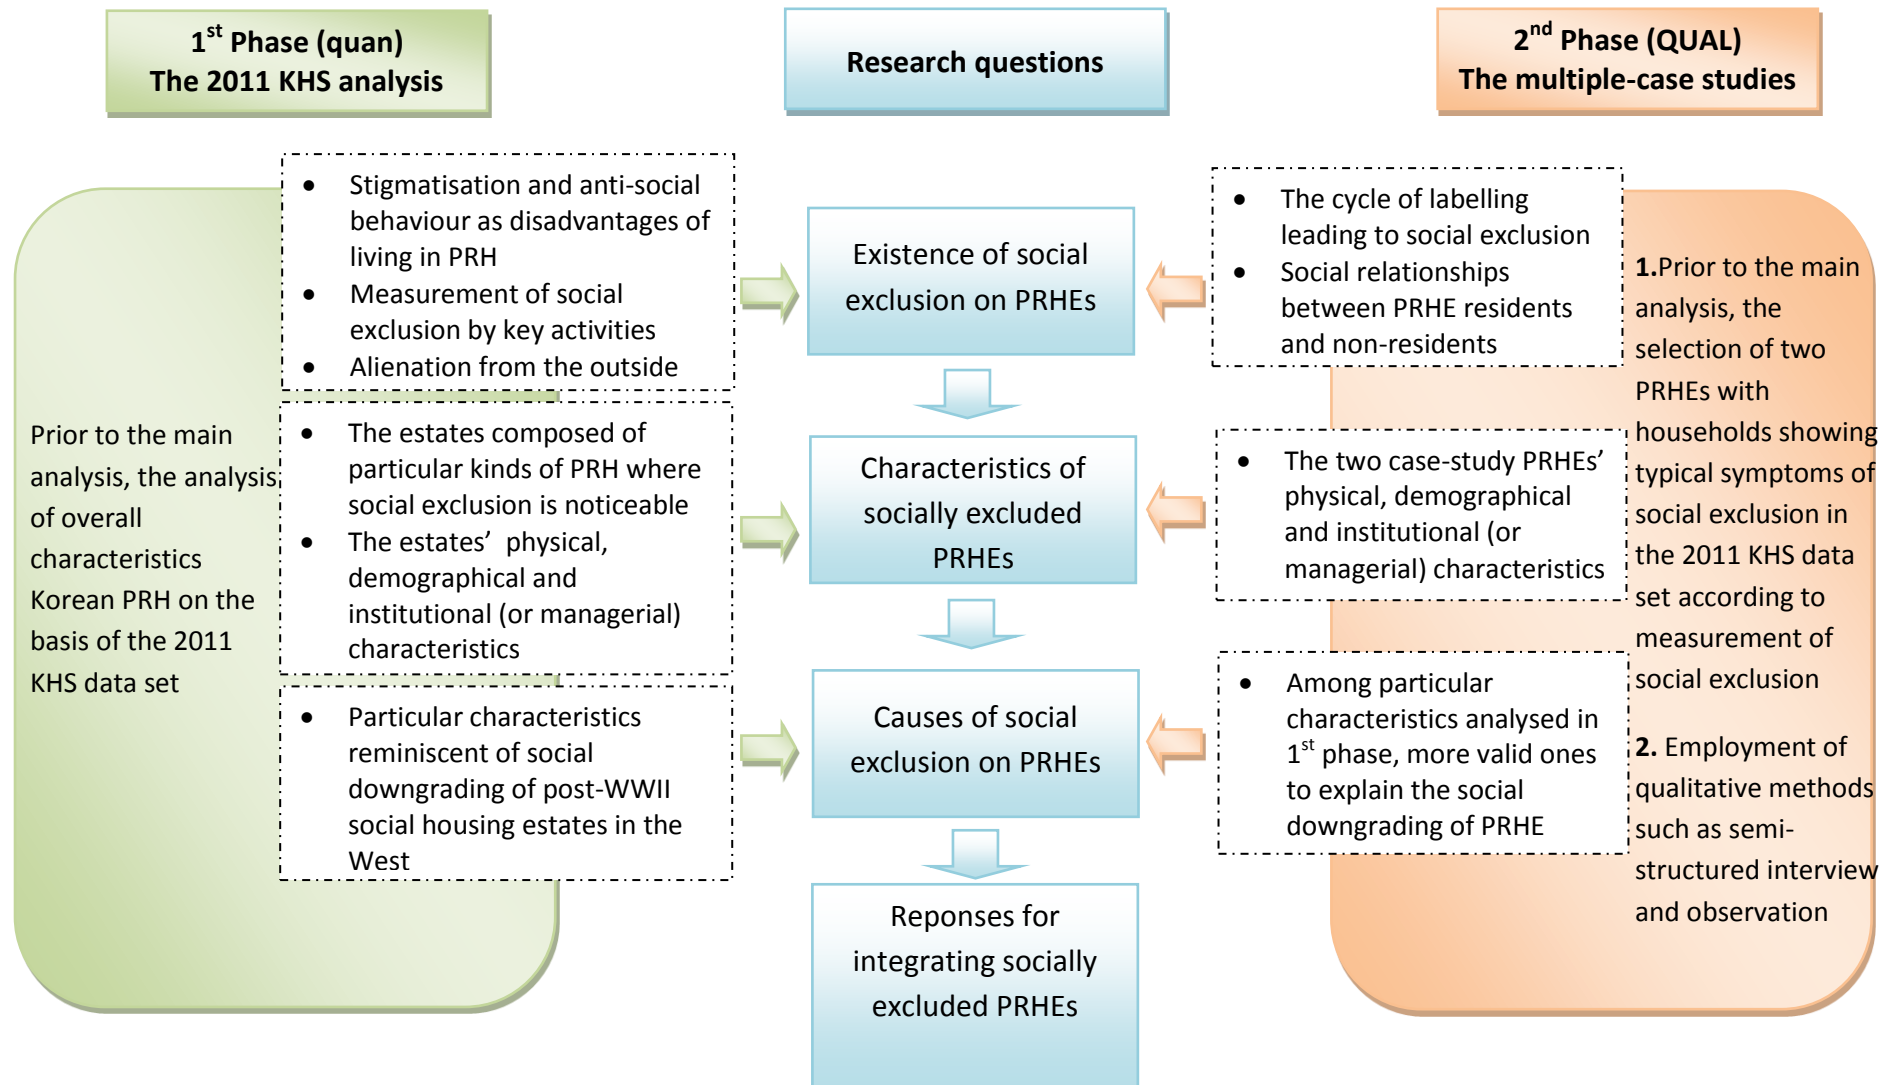 1st Phase (quan)
The 2011 KHS analysis
Research questions
2nd Phase (QUAL)
The multiple-case studies
Prior to the main
analysis, the analysis
of overall
characteristics
Korean PRH on the
basis of the 2011
KHS data set
• Stigmatisation and anti-social
behaviour as disadvantages of
living in PRH
• Measurement of social
exclusion by key activities
• Alienation from the outside
• The estates composed of
particular kinds of PRH where
social exclusion is noticeable
• The estates’ physical,
demographical and
institutional (or managerial)
characteristics
• Particular characteristics
reminiscent of social
downgrading of post-WWII
social housing estates in the
West
Existence of social
exclusion on PRHEs
Characteristics of
socially excluded
PRHEs
Causes of social
exclusion on PRHEs
Reponses for
integrating socially
excluded PRHEs
• The cycle of labelling
leading to social exclusion
• Social relationships
between PRHE residents
and non-residents
• The two case-study PRHEs’
physical, demographical
and institutional (or
managerial) characteristics
• Among particular
characteristics analysed in
1st phase, more valid ones
to explain the social
downgrading of PRHE
1.Prior to the main
analysis, the
selection of two
PRHEs with
households showing
typical symptoms of
social exclusion in
the 2011 KHS data
set according to
measurement of
social exclusion
2. Employment of
qualitative methods
such as semi-
structured interview
and observation